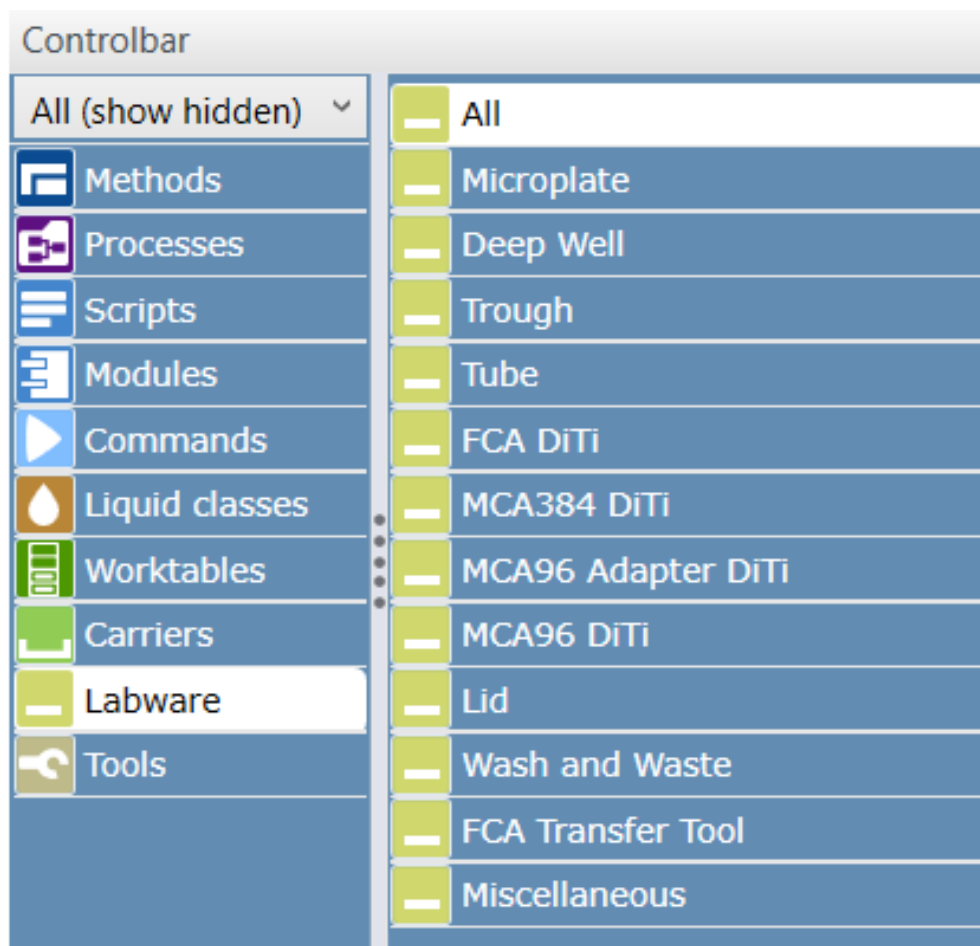 Controlbar
All (show hidden)
Methods
Processes
Scripts
Modules
Commands
Liquid classes
Worktables
Carriers
Labware
Tools
All
Microplate
Deep Well
Trough
Tube
FCA DiTi
MCA384 DiTi
MCA96 Adapter DiTi
MCA96 DiTi
Lid
Wash and Waste
FCA Transfer Tool
Miscellaneous